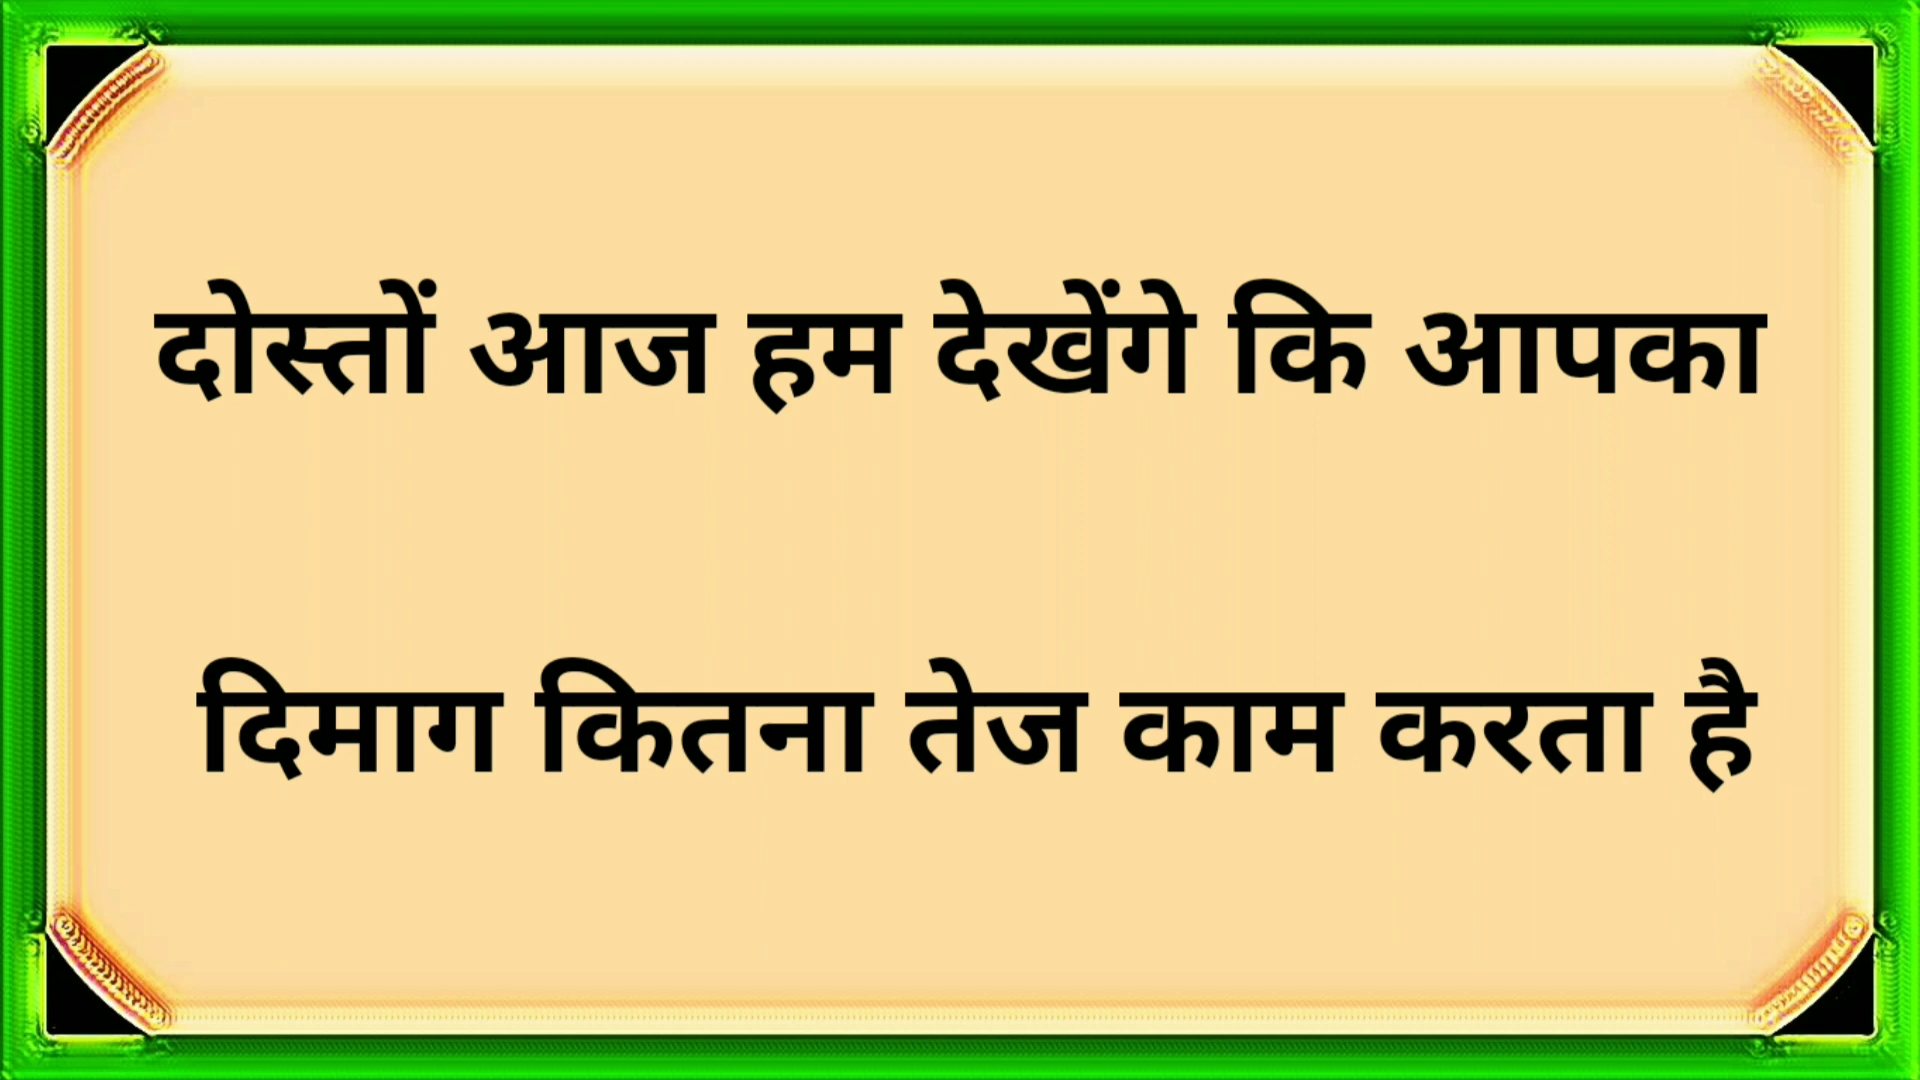 दोस्तों आज हम देखेंगे कि आपका
दिमाग कितना तेज काम करता है